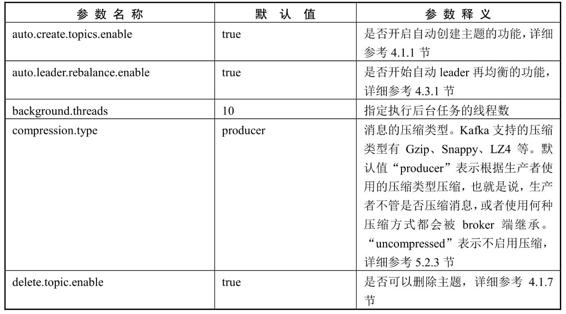 参 数 名 称 默 认 值 参 数 释 义
auto.create.topics.enable true 是否开启自动创建主题的功能，详细
参考 4.1.1 节
auto.leader.rebalance.enable true 是否开始自动 leader 再均衡的功能，
详细参考 4.3.1 节
background.threads 10 指定执行后台任务的线程数
compression.type producer 消息的压缩类型。Kafka 支持的压缩
类型有 Gzip、Snappy、LZ4 等。默
认值“producer”表示根据生产者使
用的压缩类型压缩，也就是说，生产
者不管是否压缩消息，或者使用何种
压缩方式都会被 broker 端继承。
“uncompressed”表示不启用压缩，
详细参考 5.2.3 节
delete.topic.enable true 是否可以删除主题，详细参考 4.1.7
节